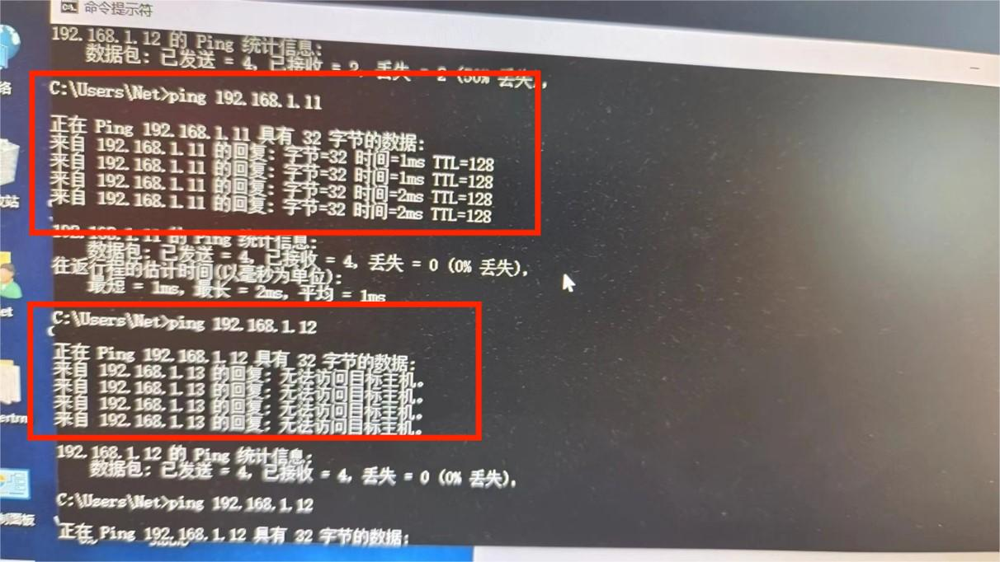 命令提示符
192.168.1.12 的 Ping 统计信息:
数据包: 已发送 = 4, 已接收 = 2, 丢失 = 2 (50% 丢失),
C:\Users\Net>ping 192.168.1.11
正在 Ping 192.168.1.11 具有 32 字节的数据:
来自 192.168.1.11 的回复: 字节=32 时间=1ms TTL=128
来自 192.168.1.11 的回复: 字节=32 时间=1ms TTL=128
来自 192.168.1.11 的回复: 字节=32 时间=2ms TTL=128
来自 192.168.1.11 的回复: 字节=32 时间=2ms TTL=128
192.168.1.11 的 Ping 统计信息:
数据包: 已发送 = 4, 已接收 = 4, 丢失 = 0 (0% 丢失),
往返行程的估计时间(以毫秒为单位):
最短 = 1ms, 最长 = 2ms, 平均 = 1ms
C:\Users\Net>ping 192.168.1.12
正在 Ping 192.168.1.12 具有 32 字节的数据:
来自 192.168.1.13 的回复: 无法访问目标主机。
来自 192.168.1.13 的回复: 无法访问目标主机。
来自 192.168.1.13 的回复: 无法访问目标主机。
来自 192.168.1.13 的回复: 无法访问目标主机。
192.168.1.12 的 Ping 统计信息:
数据包: 已发送 = 4, 已接收 = 4, 丢失 = 0 (0% 丢失),
C:\Users\Net>ping 192.168.1.12
正在 Ping 192.168.1.12 具有 32 字节的数据:
络
收站
et
制面板